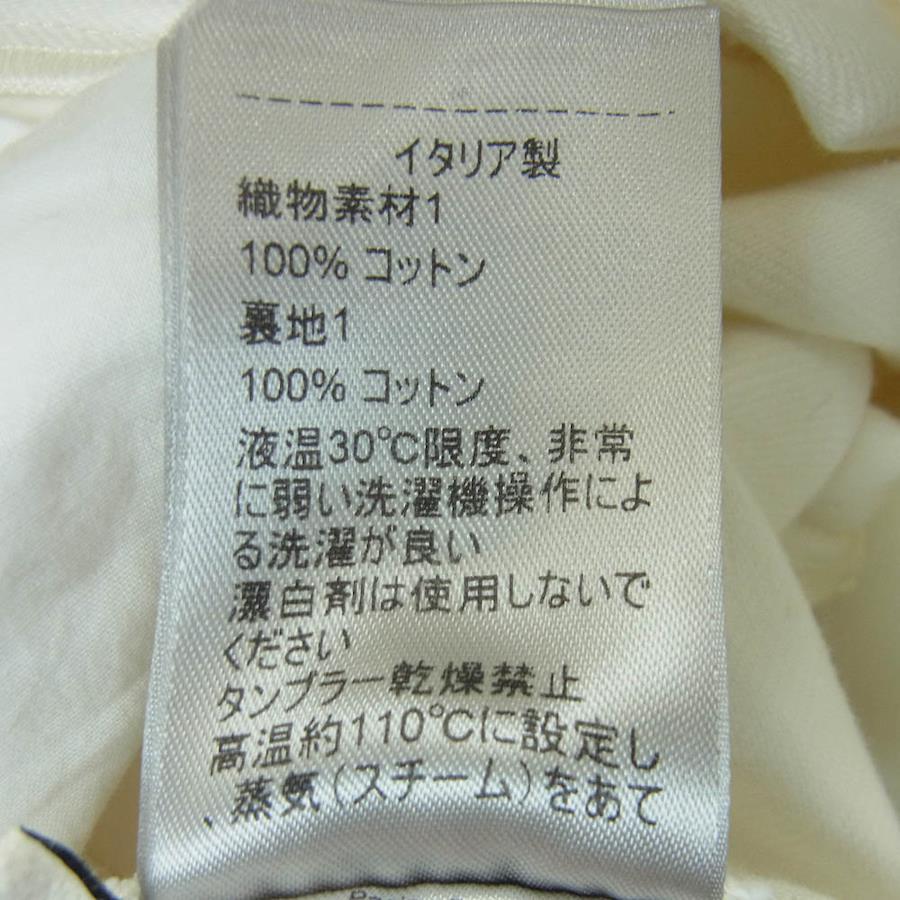 イタリア製
織物素材1
100% コットン
裏地1
100% コットン
液温30℃限度、非常
に弱い洗濯機操作によ
る洗濯が良い
漂白剤は使用しないで
ください
タンブラー乾燥禁止
高温約110℃に設定し
、蒸気(スチーム)をあて